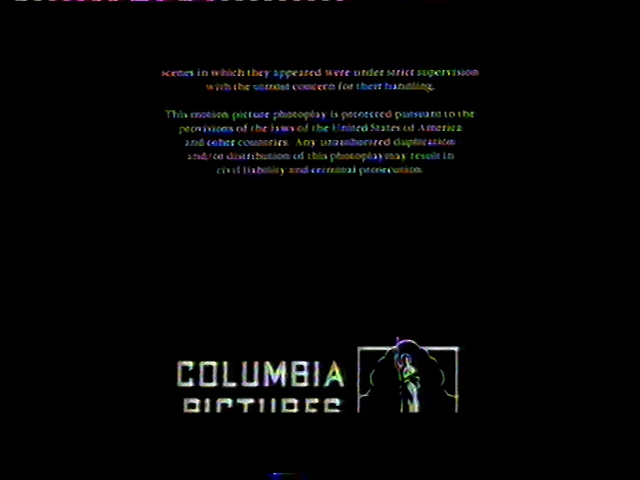 scenes in which they appeared were under strict supervision
with the utmost concern for their handling.
This motion picture photoplay is protected pursuant to the
provisions of the laws of the United States of America
and other countries. Any unauthorized duplication
and/or distribution of this photoplay may result in
civil liability and criminal prosecution.
COLUMBIA
PICTURES